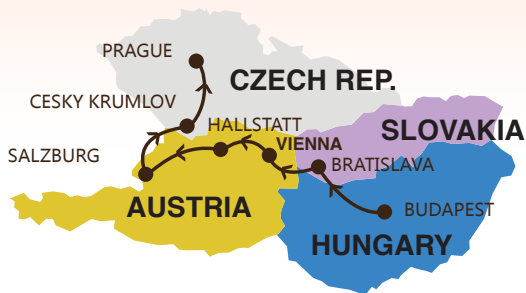 PRAGUE
CZECH REP.
CESKY KRUMLOV
HALLSTATT
SLOVAKIA
VIENNA
SALZBURG
BRATISLAVA
AUSTRIA
BUDAPEST
HUNGARY